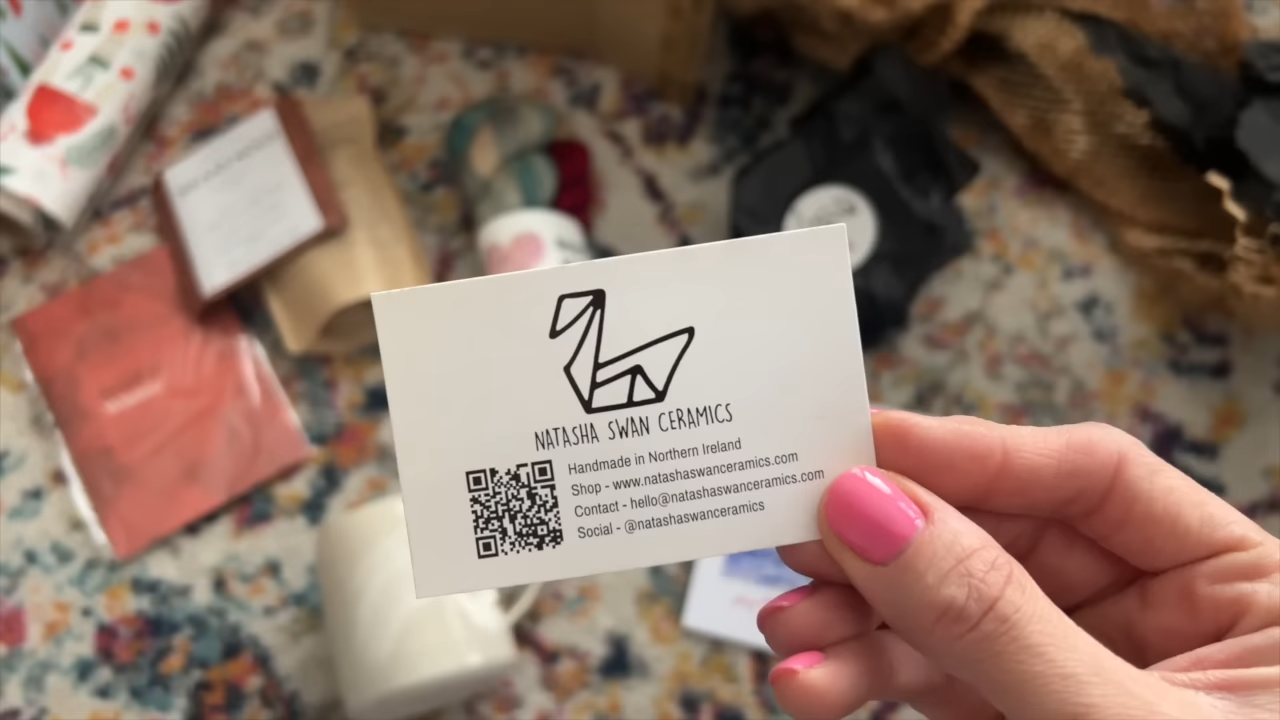 NATASHA SWAN CERAMICS
Handmade in Northern Ireland
Shop - www.natashaswanceramics.com
Contact - hello@natashaswanceramics.com
Social - @natashaswanceramics